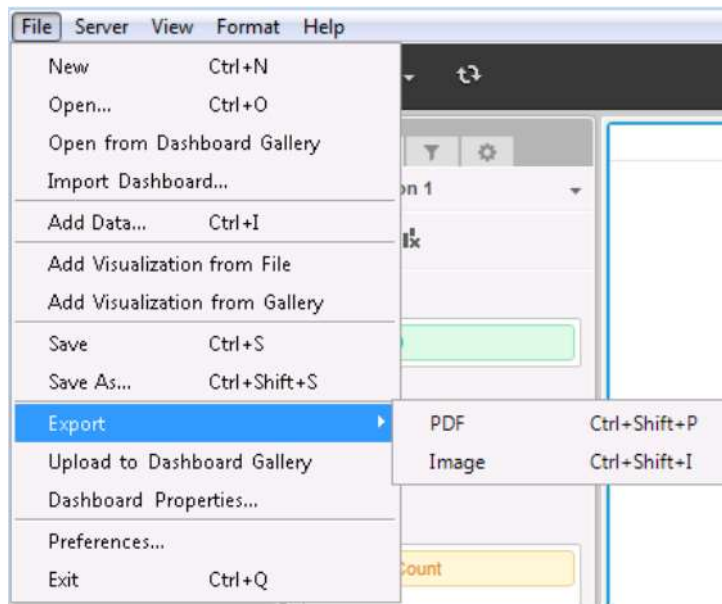 File Server View Format Help
New Ctrl+N
Open... Ctrl+O
Open from Dashboard Gallery
Import Dashboard...
on 1
Add Data... Ctrl+I
Add Visualization from File
Add Visualization from Gallery
Save Ctrl+S
Save As... Ctrl+Shift+S
Export PDF Ctrl+Shift+P
Upload to Dashboard Gallery Image Ctrl+Shift+I
Dashboard Properties...
Preferences...
Count
Exit Ctrl+Q